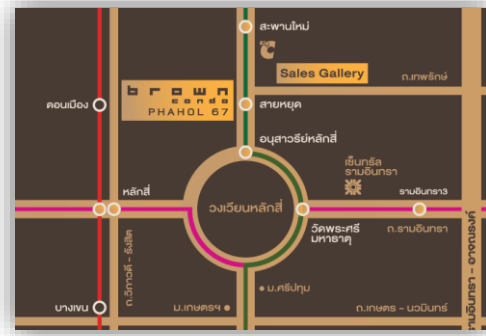 สะพานใหม่
Sales Gallery
ถ.เทพรักษ์
brown
condo
PHAHOL 67
ดอนเมือง
สายหยุด
อนุสาวรีย์หลักสี่
เซ็นทรัล
รามอินทรา
หลักสี่
รามอินทรา3
วงเวียนหลักสี่
วัดพระศรี
มหาธาตุ
ถ.รามอินทรา
ถ.วิภาวดี - รังสิต
รามอินทรา - อาจณรงค์
ม.ศรีปทุม
บางเขน
ม.เกษตรฯ
ถ.เกษตร - นวมินทร์